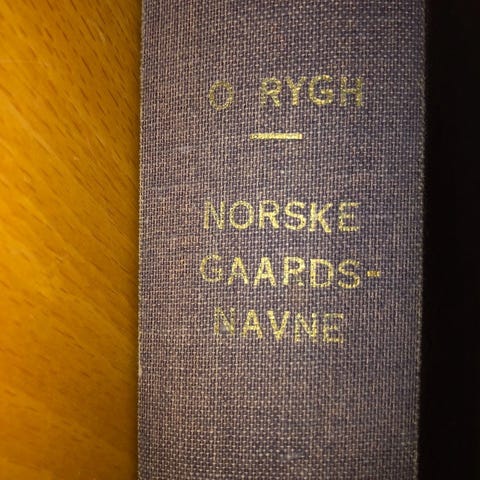 O RYGH
NORSKE
GAARDS-
NAVNE